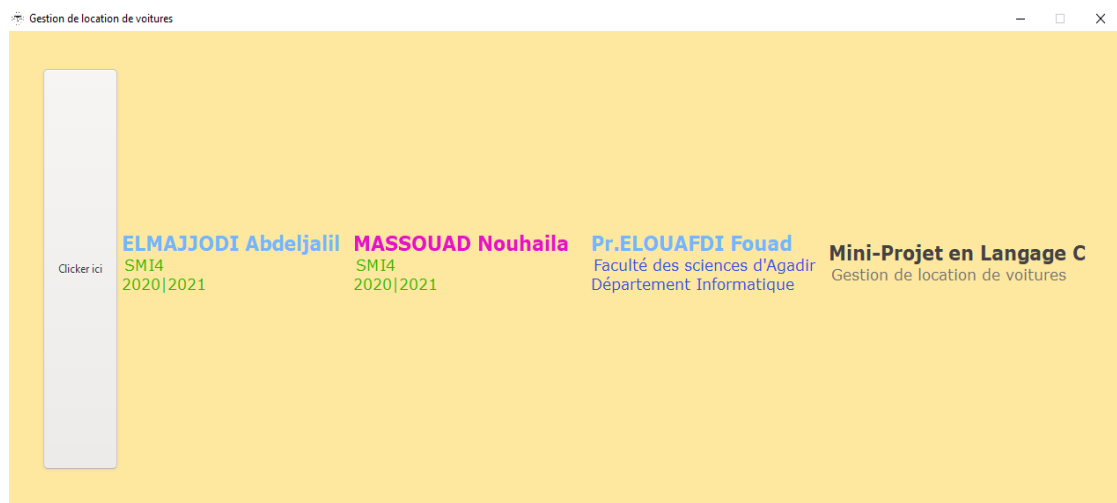 Gestion de location de voitures
Clicker ici
ELMAJJODI Abdeljalil
SMI4
2020|2021
MASSOUAD Nouhaila
SMI4
2020|2021
Pr.ELOUAFDI Fouad
Faculté des sciences d'Agadir
Département Informatique
Mini-Projet en Langage C
Gestion de location de voitures